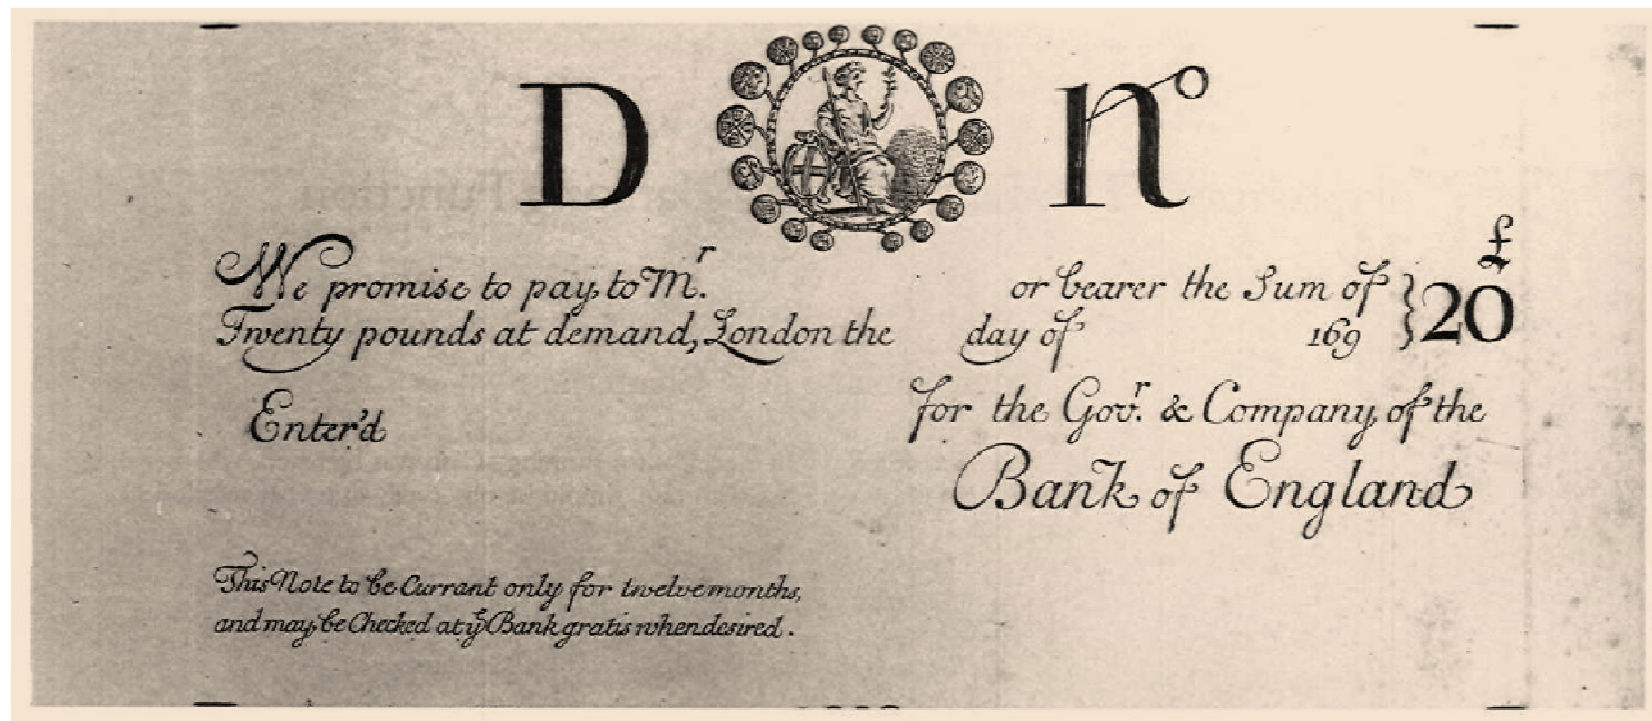 D nº
£
We promise to pay to Mr. or bearer the Sum of } 20
Twenty pounds at demand, London the day of 169
Enter'd for the Govr. & Company of the
Bank of England
This Note to be Currant only for twelve months,
and may be Checked at ye Bank gratis when desired.